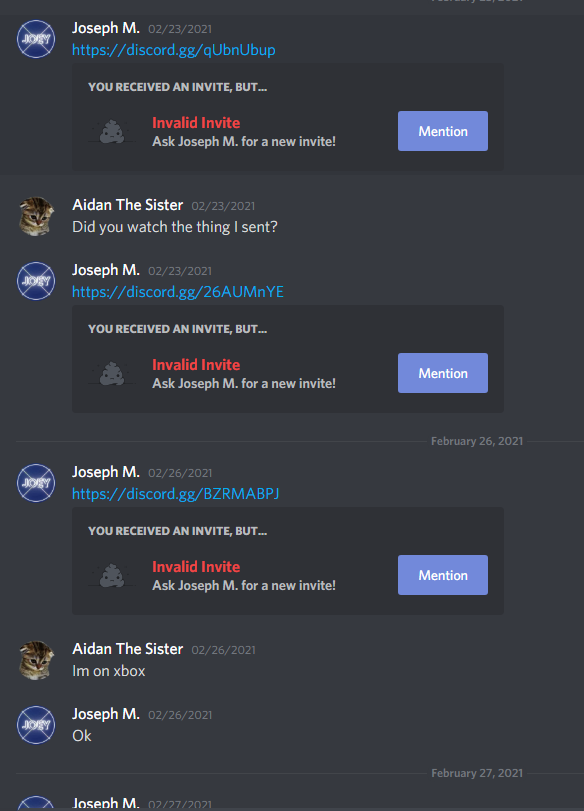 Joseph M. 02/23/2021
https://discord.gg/qUbnUbup
YOU RECEIVED AN INVITE, BUT...
Invalid Invite
Ask Joseph M. for a new invite!
Mention
Aidan The Sister 02/23/2021
Did you watch the thing I sent?
JOEY
Joseph M. 02/23/2021
https://discord.gg/26AUMnYE
YOU RECEIVED AN INVITE, BUT...
Invalid Invite
Ask Joseph M. for a new invite!
Mention
February 26, 2021
JOEY
Joseph M. 02/26/2021
https://discord.gg/BZRMABPJ
YOU RECEIVED AN INVITE, BUT...
Invalid Invite
Ask Joseph M. for a new invite!
Mention
Aidan The Sister 02/26/2021
Im on xbox
JOEY
Joseph M. 02/26/2021
Ok
February 27, 2021
Joseph M. 02/27/2021